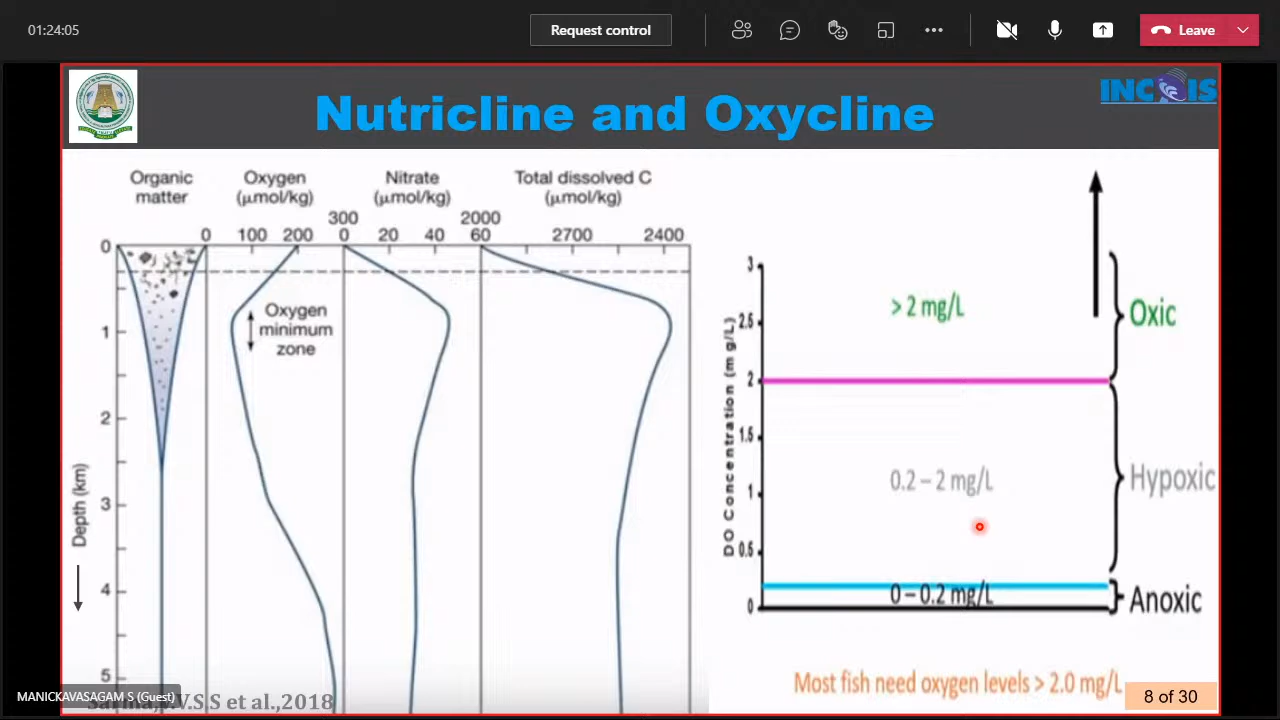 01:24:05
Request control
Leave
INCOIS
Nutricline and Oxycline
Organic matter
Oxygen (μmol/kg)
Nitrate (μmol/kg)
Total dissolved C (μmol/kg)
300 2000
0 0 100 200 0 20 40 60 2700 2400
Oxygen
minimum
zone
1
2
3
4
5
Depth (km)
3
2.5
2
1.5
1
0.5
0
DO Concentration (mg/L)
> 2 mg/L
Oxic
0.2 – 2 mg/L
Hypoxic
0 – 0.2 mg/L
Anoxic
Most fish need oxygen levels > 2.0 mg/L
MANICKAVASAGAM S (Guest)
V.S.S et al.,2018
8 of 30